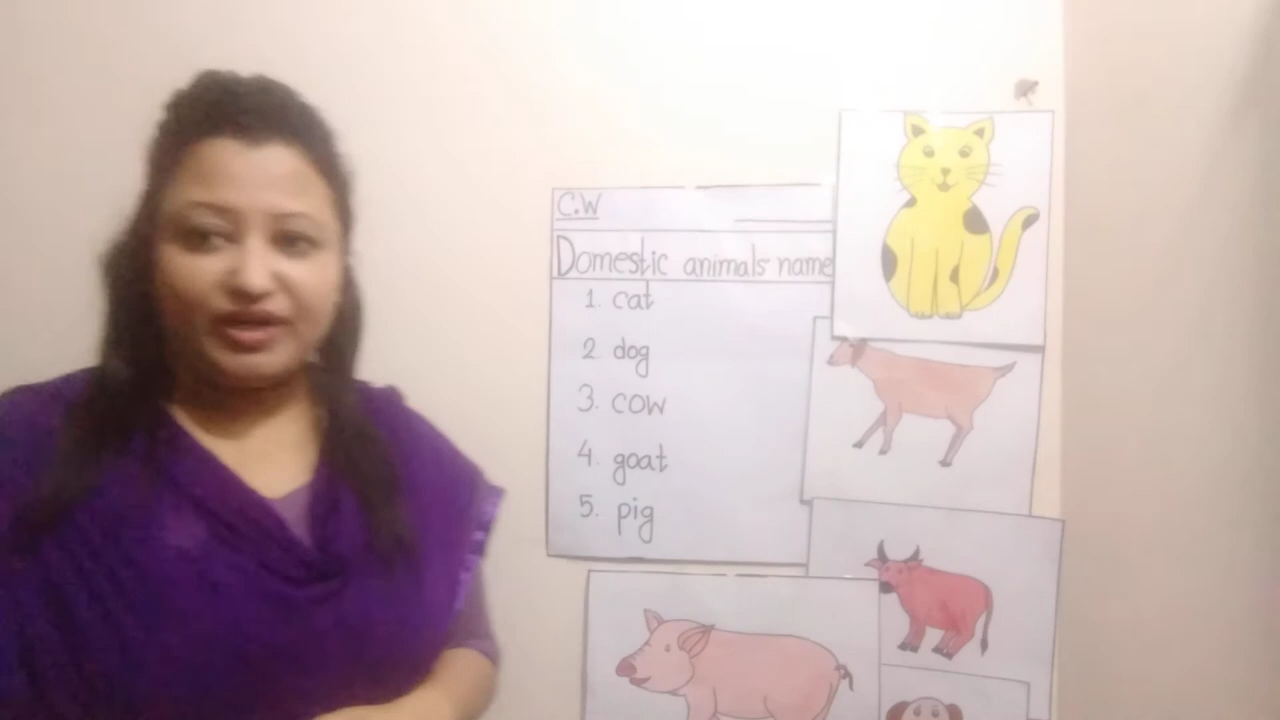 C.W
Domestic animals name
1. cat
2. dog
3. cow
4. goat
5. pig